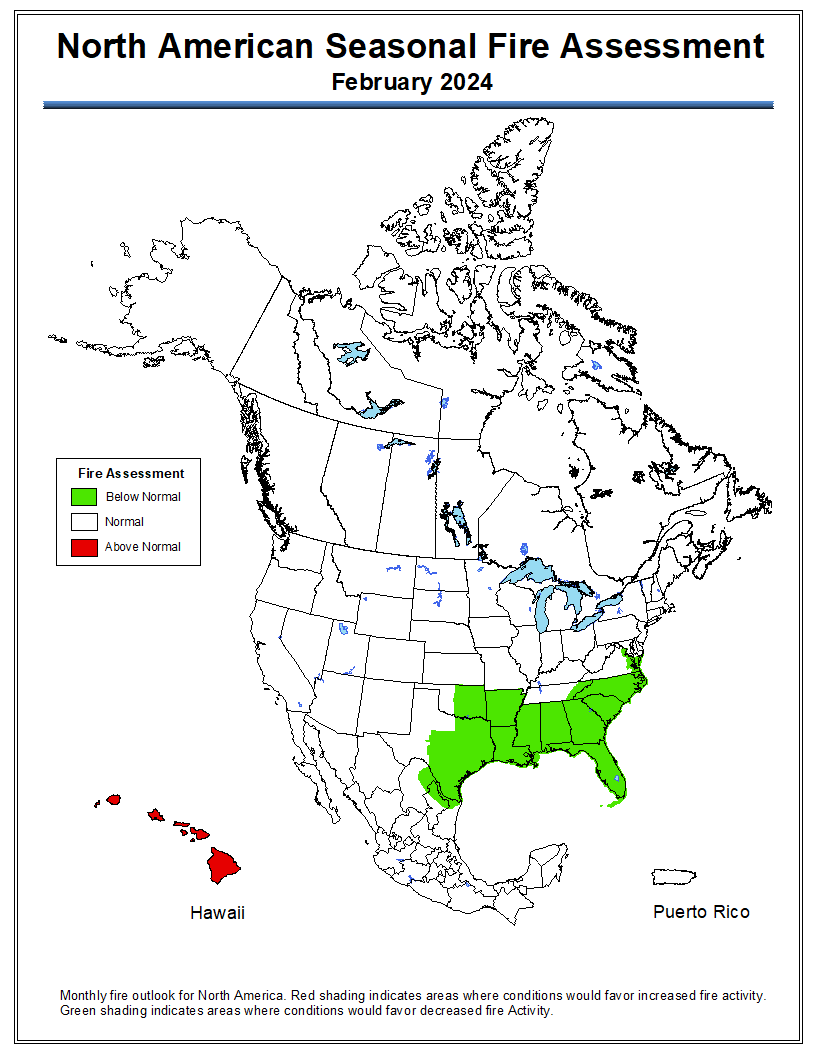 North American Seasonal Fire Assessment
February 2024
Fire Assessment
Below Normal
Normal
Above Normal
Hawaii
Puerto Rico
Monthly fire outlook for North America. Red shading indicates areas where conditions would favor increased fire activity.
Green shading indicates areas where conditions would favor decreased fire Activity.